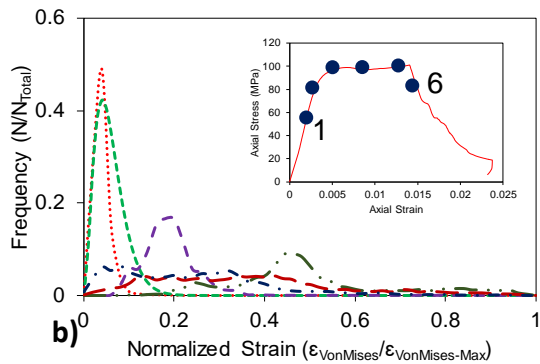 0.6
0.4
0.2
0
Frequency (N/N_Total)
0 0.2 0.4 0.6 0.8 1
b)
Normalized Strain (ε_VonMises/ε_VonMises-Max)
120
100
80
60
40
20
0
Axial Stress (MPa)
1
6
0 0.005 0.01 0.015 0.02 0.025
Axial Strain